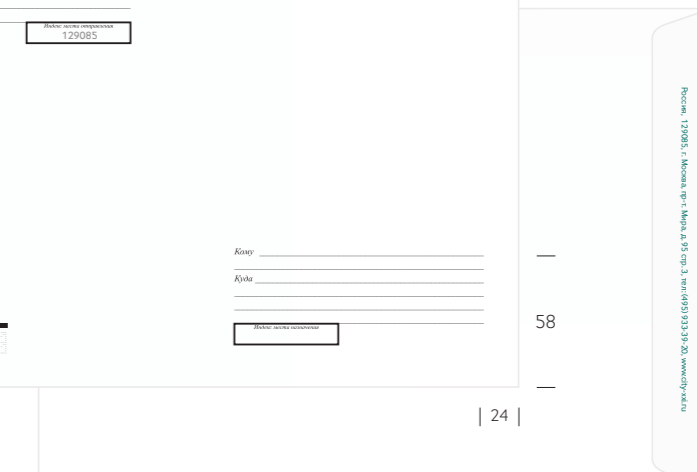 Индекс места отправления
129085
Кому
Куда
Индекс места назначения
58
| 24 |
Россия, 129085, г. Москва, пр-т. Мира, д. 95 стр. 3, тел: (495) 933-39-20, www.city-xxi.ru